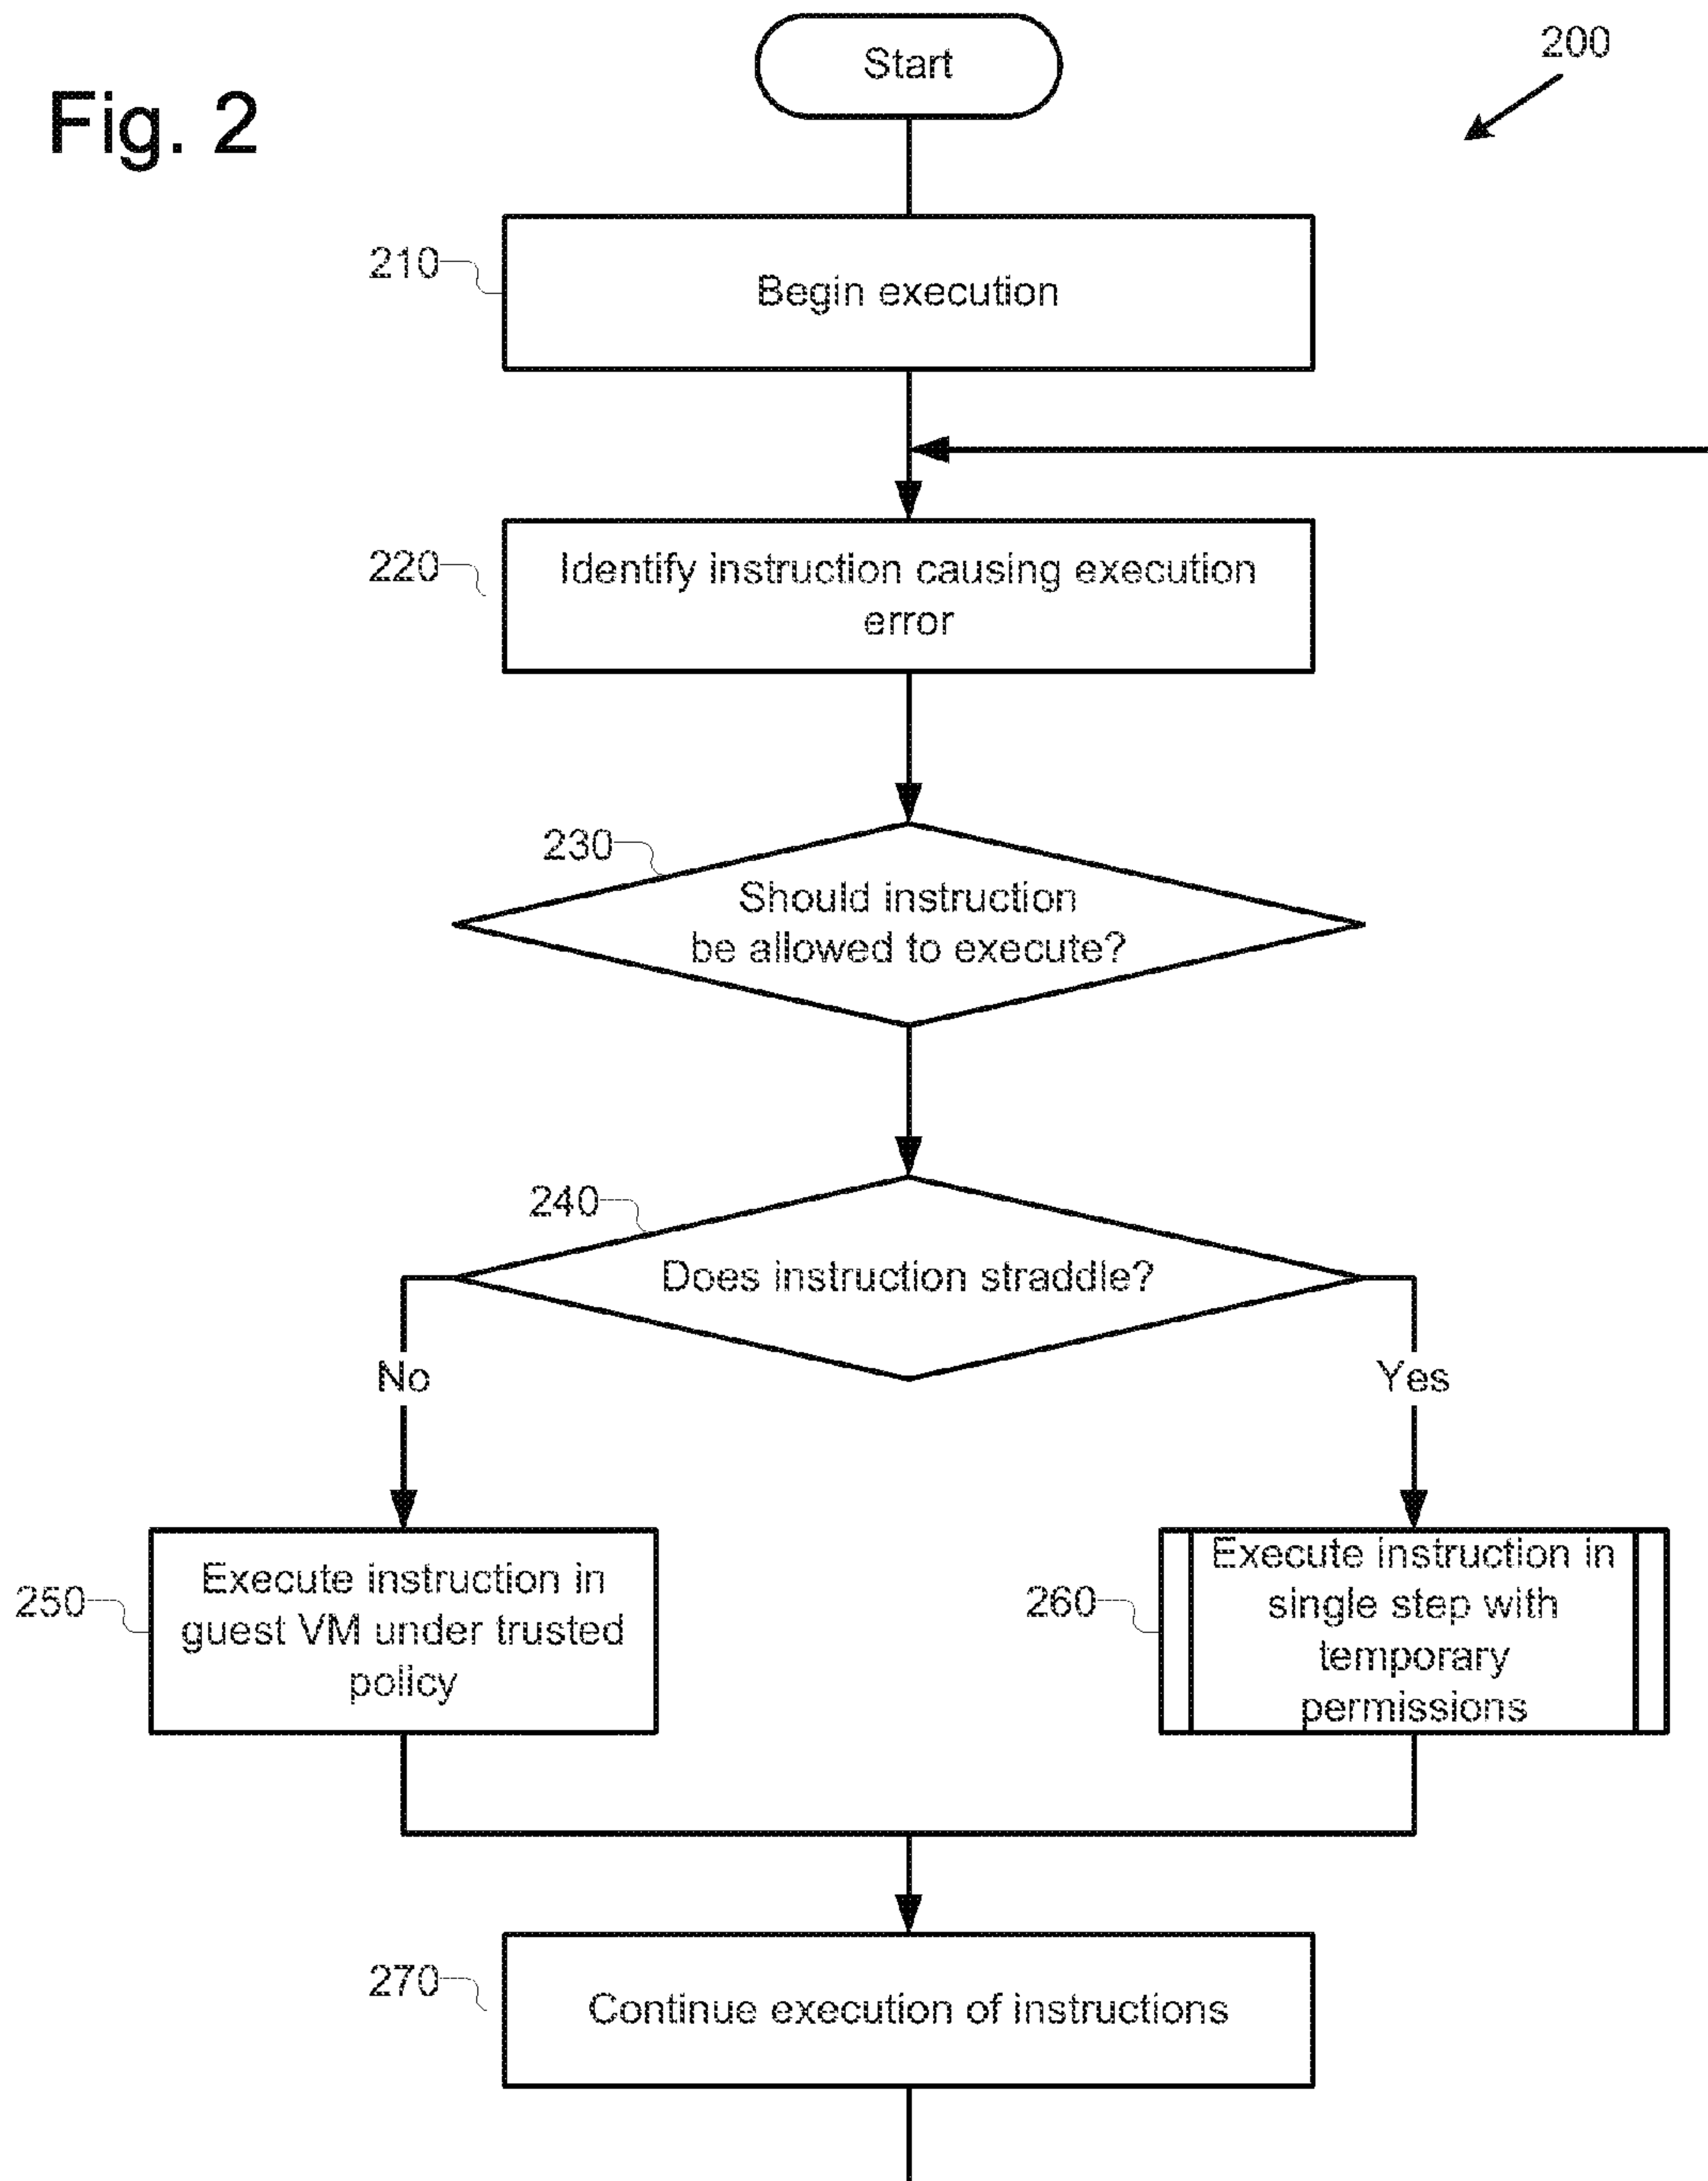 Start
200
Fig. 2
210
Begin execution
220
Identify instruction causing execution
error
230
Should instruction
be allowed to execute?
240
Does instruction straddle?
No
Yes
250
Execute instruction in
guest VM under trusted
policy
260
Execute instruction in
single step with
temporary
permissions
270
Continue execution of instructions